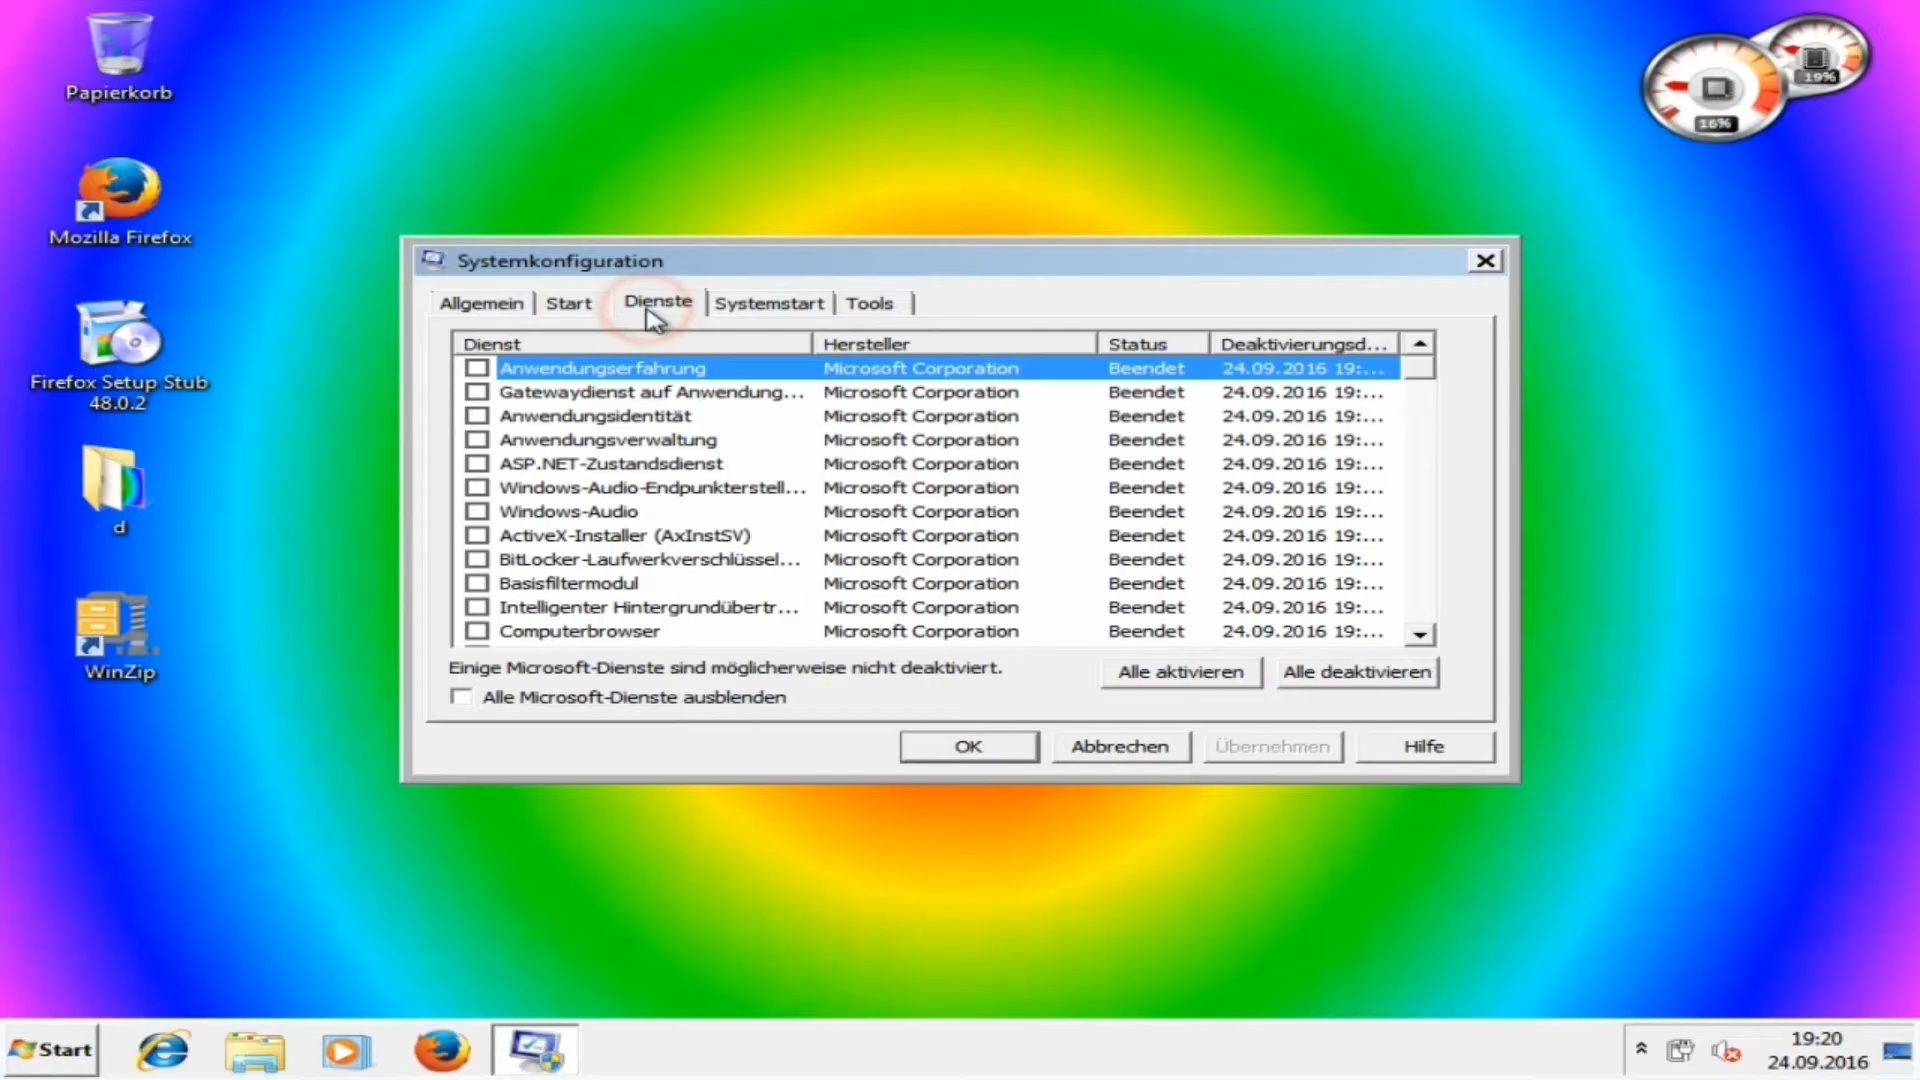 Papierkorb
Mozilla Firefox
Firefox Setup Stub
48.0.2
d
WinZip
19%
16%
Systemkonfiguration
Allgemein Start Dienste Systemstart Tools
Dienst Hersteller Status Deaktivierungsd...
Anwendungserfahrung Microsoft Corporation Beendet 24.09.2016 19:...
Gatewaydienst auf Anwendung... Microsoft Corporation Beendet 24.09.2016 19:...
Anwendungsidentität Microsoft Corporation Beendet 24.09.2016 19:...
Anwendungsverwaltung Microsoft Corporation Beendet 24.09.2016 19:...
ASP.NET-Zustandsdienst Microsoft Corporation Beendet 24.09.2016 19:...
Windows-Audio-Endpunkterstell... Microsoft Corporation Beendet 24.09.2016 19:...
Windows-Audio Microsoft Corporation Beendet 24.09.2016 19:...
ActiveX-Installer (AxInstSV) Microsoft Corporation Beendet 24.09.2016 19:...
BitLocker-Laufwerkverschlüssel... Microsoft Corporation Beendet 24.09.2016 19:...
Basisfiltermodul Microsoft Corporation Beendet 24.09.2016 19:...
Intelligenter Hintergrundübertr... Microsoft Corporation Beendet 24.09.2016 19:...
Computerbrowser Microsoft Corporation Beendet 24.09.2016 19:...
Einige Microsoft-Dienste sind möglicherweise nicht deaktiviert.
Alle aktivieren Alle deaktivieren
Alle Microsoft-Dienste ausblenden
OK Abbrechen Übernehmen Hilfe
Start
19:20
24.09.2016